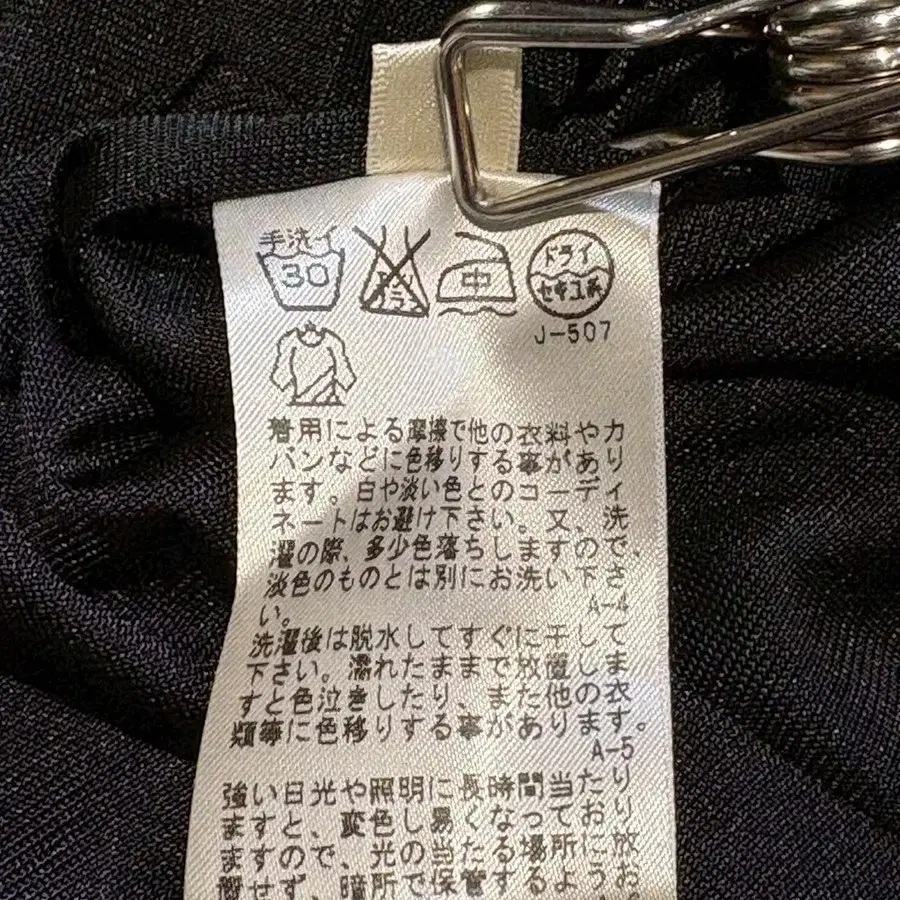 手洗イ
30
中
ドライ
セキユ系
J-507
着用による摩擦で他の衣料やカ
バンなどに色移りする事があり
ます。白や淡い色とのコーディ
ネートはお避け下さい。又、洗
濯の際、多少色落ちしますので、
淡色のものとは別にお洗い下さ
い。
A-4
洗濯後は脱水してすぐに干して
下さい。濡れたままで放置しま
すと色泣きしたり、また他の衣
類等に色移りする事があります。
A-5
強い日光や照明に長時間当たり
ますと、変色し易くなっており
ますので、光の当たる場所に放
置せず、暗所で保管するようお